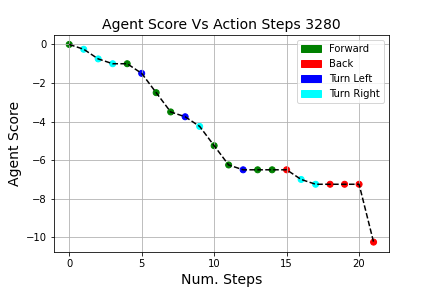 Agent Score Vs Action Steps 3280
Agent Score
0
−2
−4
−6
−8
−10
Forward
Back
Turn Left
Turn Right
0 5 10 15 20
Num. Steps